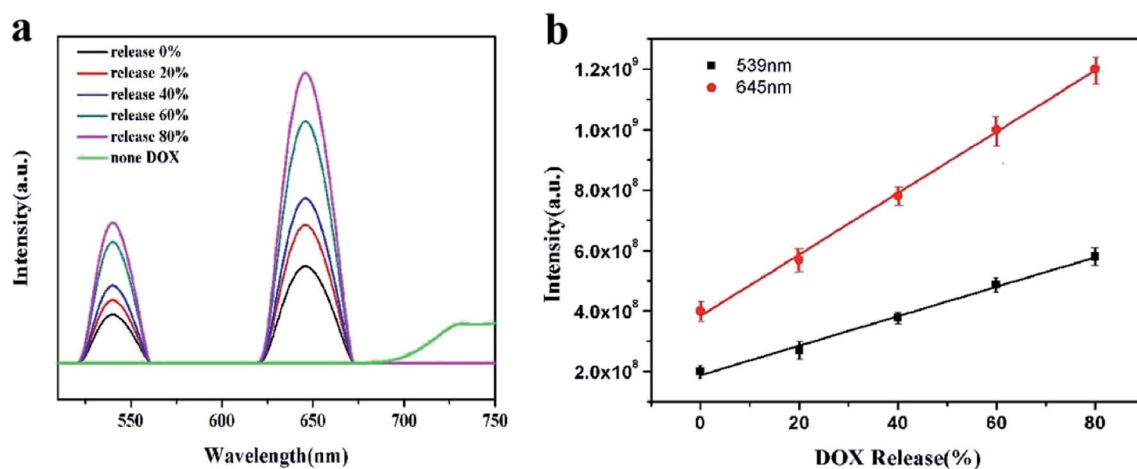 a
release 0%
release 20%
release 40%
release 60%
release 80%
none DOX
Intensity(a.u.)
550
600
650
700
750
Wavelength(nm)
b
539nm
645nm
1.2x10⁹
1.0x10⁹
8.0x10⁸
6.0x10⁸
4.0x10⁸
2.0x10⁸
Intensity(a.u.)
0
20
40
60
80
DOX Release(%)